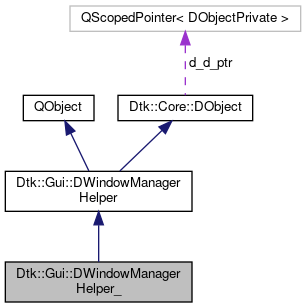 QScopedPointer< DObjectPrivate >
d_d_ptr
QObject
Dtk::Core::DObject
Dtk::Gui::DWindowManager
Helper
Dtk::Gui::DWindowManager
Helper_